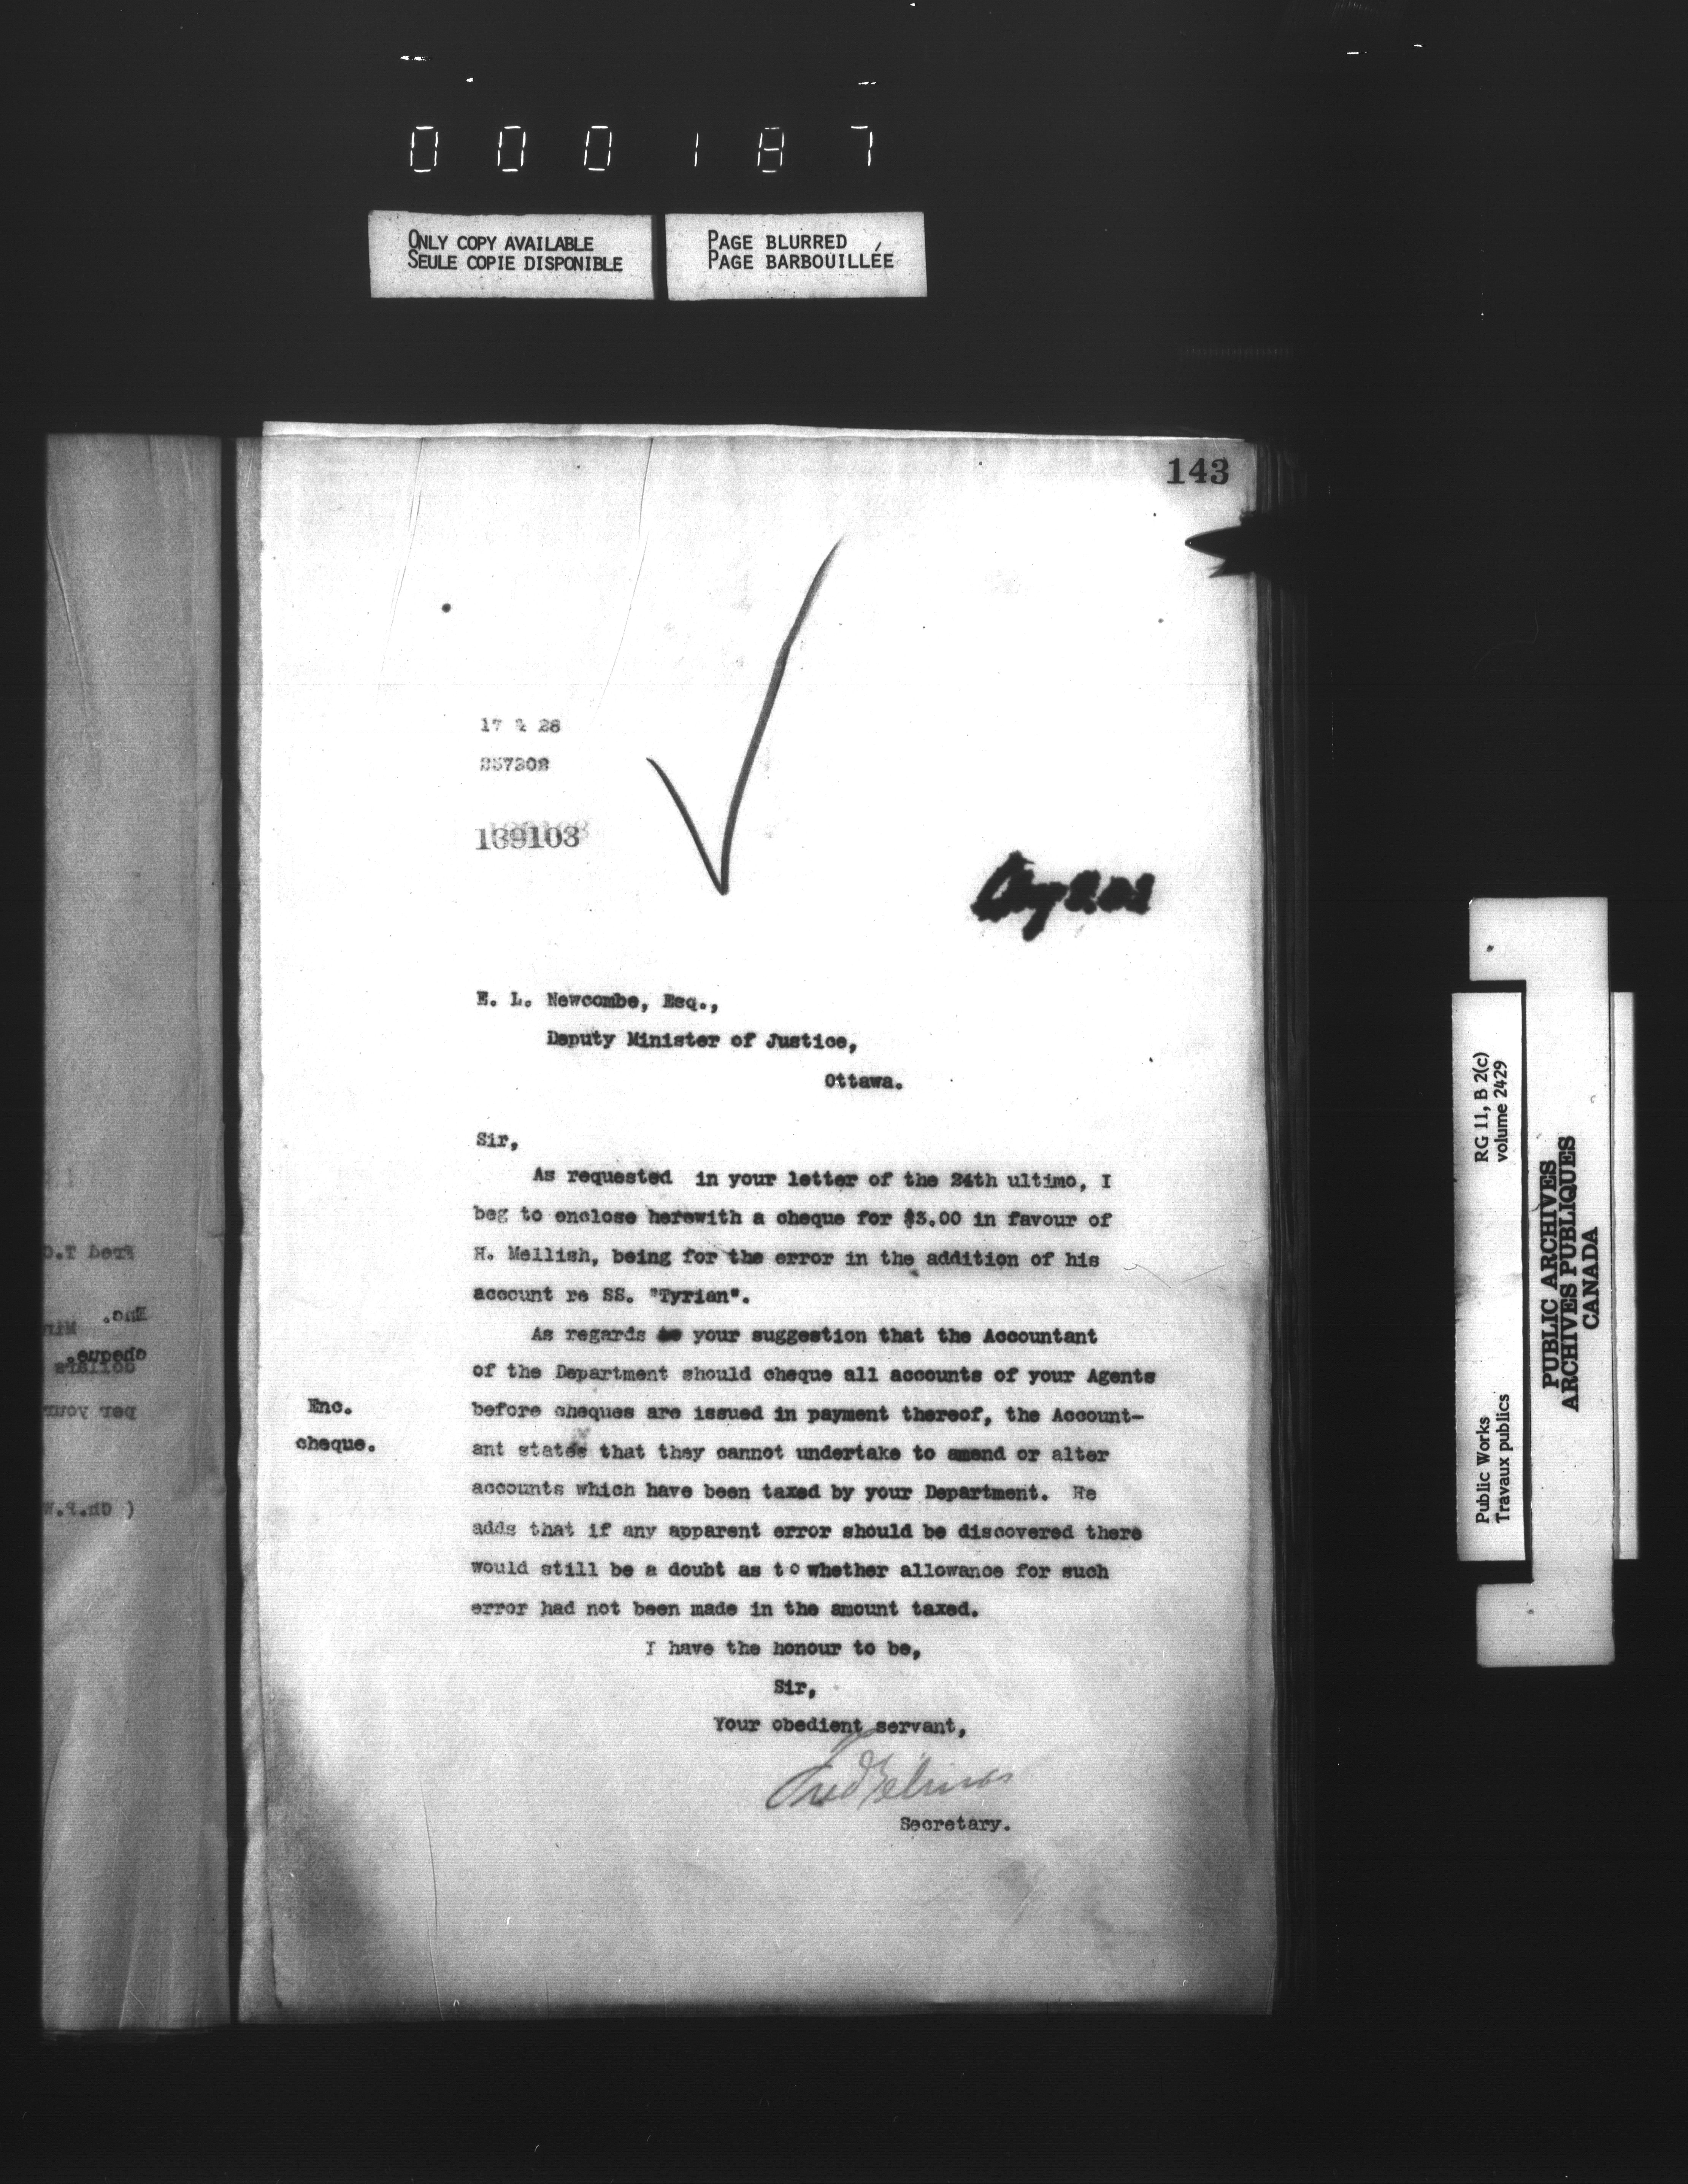 000187
ONLY COPY AVAILABLE
SEULE COPIE DISPONIBLE
PAGE BLURRED
PAGE BARBOUILLÉE
143
17 & 28
257308
139103
Aug
E. L. Newcombe, Esq.,
Deputy Minister of Justice,
Ottawa.
Sir,
As requested in your letter of the 24th ultimo, I
beg to enclose herewith a cheque for $3.00 in favour of
H. Mellish, being for the error in the addition of his
account re SS. "Tyrian".
As regards to your suggestion that the Accountant
of the Department should cheque all accounts of your Agents
Enc.
before cheques are issued in payment thereof, the Account-
cheque.
ant states that they cannot undertake to amend or alter
accounts which have been taxed by your Department. He
adds that if any apparent error should be discovered there
would still be a doubt as to whether allowance for such
error had not been made in the amount taxed.
I have the honour to be,
Sir,
Your obedient servant,
Fred Gelinas
Secretary.
Public Works
Travaux publics
RG 11, B 2(c)
volume 2429
PUBLIC ARCHIVES
ARCHIVES PUBLIQUES
CANADA